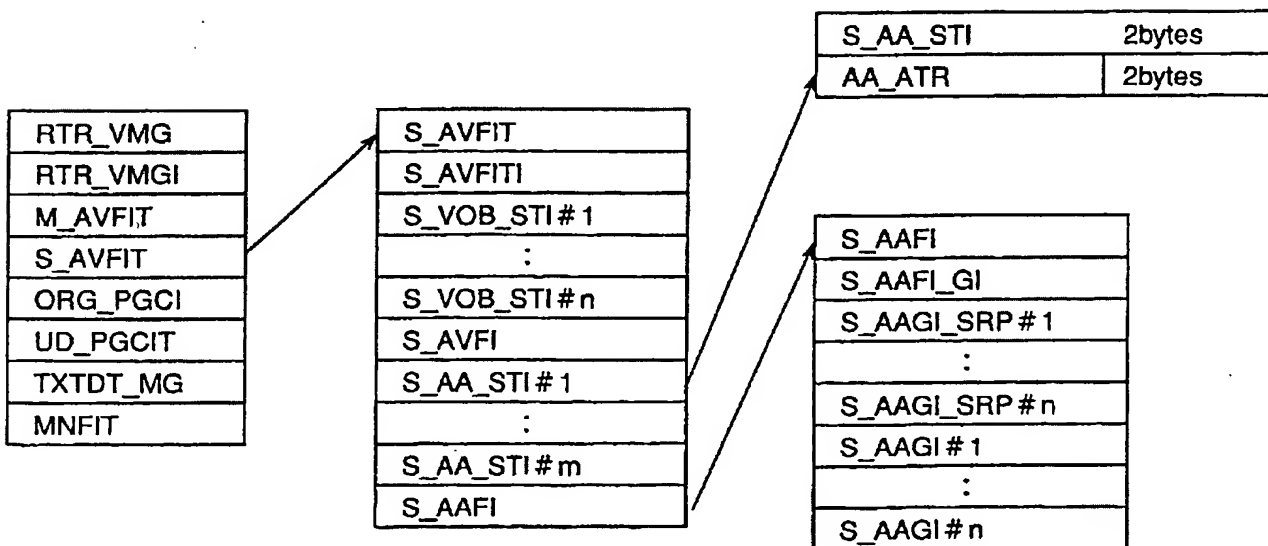 RTR_VMG
RTR_VMGI
M_AVFIT
S_AVFIT
ORG_PGCI
UD_PGCIT
TXTDT_MG
MNFIT
S_AVFIT
S_AVFITI
S_VOB_STI#1
:
S_VOB_STI#n
S_AVFI
S_AA_STI#1
:
S_AA_STI#m
S_AAFI
S_AA_STI 2bytes
AA_ATR 2bytes
S_AAFI
S_AAFI_GI
S_AAGI_SRP#1
:
S_AAGI_SRP#n
S_AAGI#1
:
S_AAGI#n